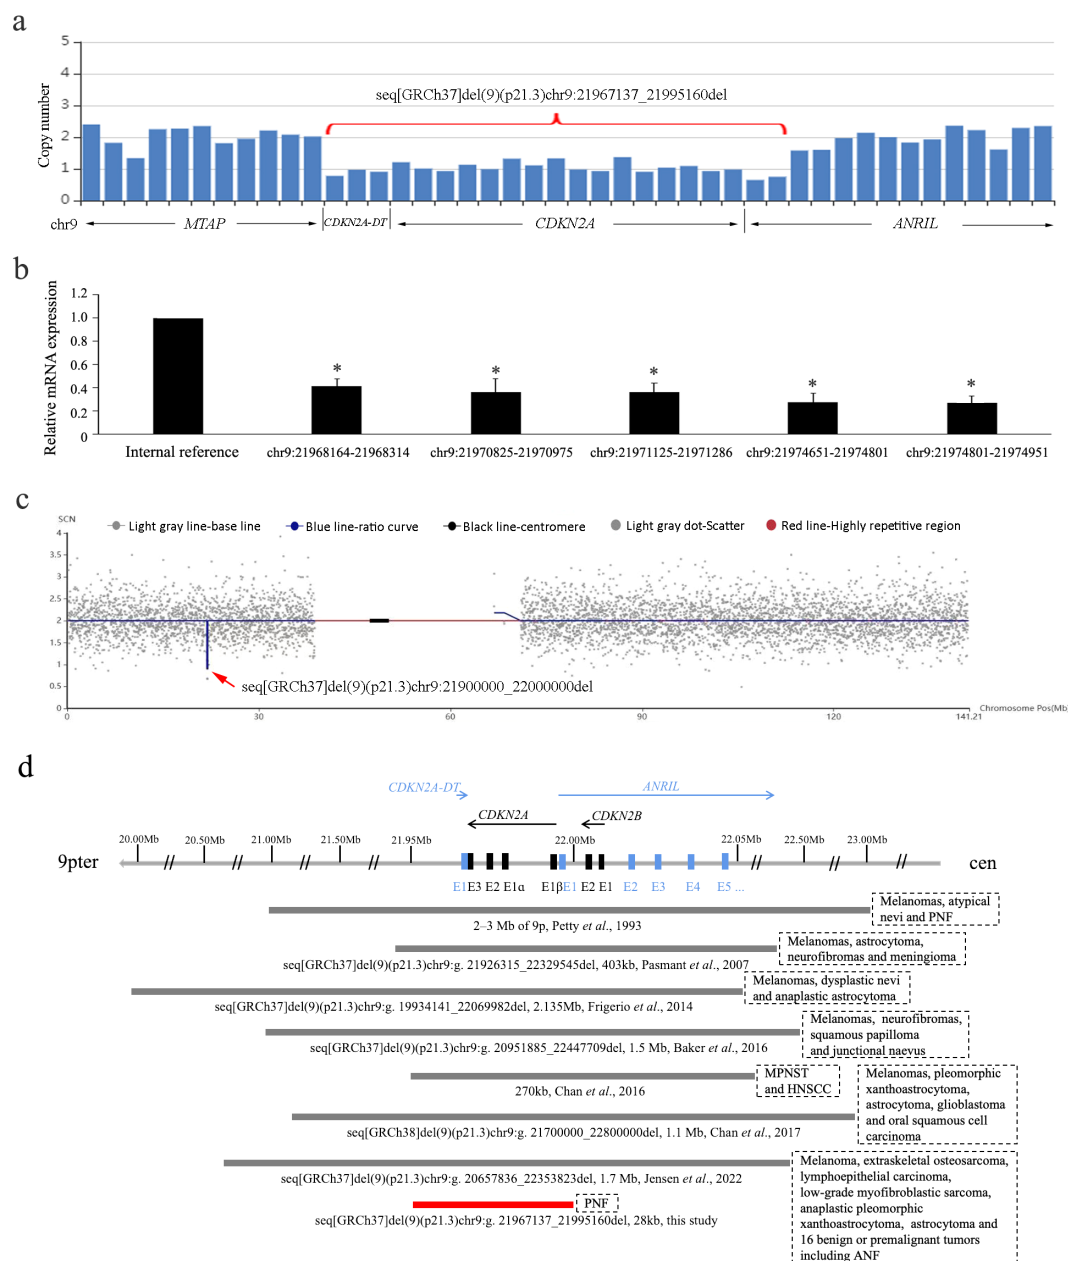 a
5
4
3
2
1
0
Copy number
seq[GRCh37]del(9)(p21.3)chr9:21967137_21995160del
chr9
MTAP
CDKN2A-DT
CDKN2A
ANRIL
b
1.2
1.0
0.8
0.6
0.4
0.2
0
Relative mRNA expression
*
*
*
*
*
Internal reference
chr9:21968164-21968314
chr9:21970825-21970975
chr9:21971125-21971286
chr9:21974651-21974801
chr9:21974801-21974951
c
SCN
Light gray line-base line
Blue line-ratio curve
Black line-centromere
Light gray dot-Scatter
Red line-Highly repetitive region
4
3.5
3
2.5
2
1.5
1
0.5
0
seq[GRCh37]del(9)(p21.3)chr9:21900000_22000000del
0
30
60
90
120
141.21
Chromosome Pos(Mb
d
CDKN2A-DT
ANRIL
CDKN2A
CDKN2B
20.00Mb
20.50Mb
21.00Mb
21.50Mb
21.95Mb
22.00Mb
22.05Mb
22.50Mb
23.00Mb
9pter
cen
E1 E3 E2 E1α E1β E1 E2 E1 E2 E3 E4 E5 ...
Melanomas, atypical
nevi and PNF
2–3 Mb of 9p, Petty et al., 1993
Melanomas, astrocytoma,
neurofibromas and meningioma
seq[GRCh37]del(9)(p21.3)chr9:g. 21926315_22329545del, 403kb, Pasmant et al., 2007
Melanomas, dysplastic nevi
and anaplastic astrocytoma
seq[GRCh37]del(9)(p21.3)chr9:g. 19934141_22069982del, 2.135Mb, Frigerio et al., 2014
Melanomas, neurofibromas,
squamous papilloma
and junctional naevus
seq[GRCh37]del(9)(p21.3)chr9:g. 20951885_22447709del, 1.5 Mb, Baker et al., 2016
MPNST
and HNSCC
270kb, Chan et al., 2016
Melanomas, pleomorphic
xanthoastrocytoma,
astrocytoma, glioblastoma
and oral squamous cell
carcinoma
seq[GRCh38]del(9)(p21.3)chr9:g. 21700000_22800000del, 1.1 Mb, Chan et al., 2017
Melanoma, extraskeletal osteosarcoma,
lymphoepithelial carcinoma,
low-grade myofibroblastic sarcoma,
anaplastic pleomorphic
xanthoastrocytoma, astrocytoma and
16 benign or premalignant tumors
including ANF
seq[GRCh37]del(9)(p21.3)chr9:g. 20657836_22353823del, 1.7 Mb, Jensen et al., 2022
PNF
seq[GRCh37]del(9)(p21.3)chr9:g. 21967137_21995160del, 28kb, this study